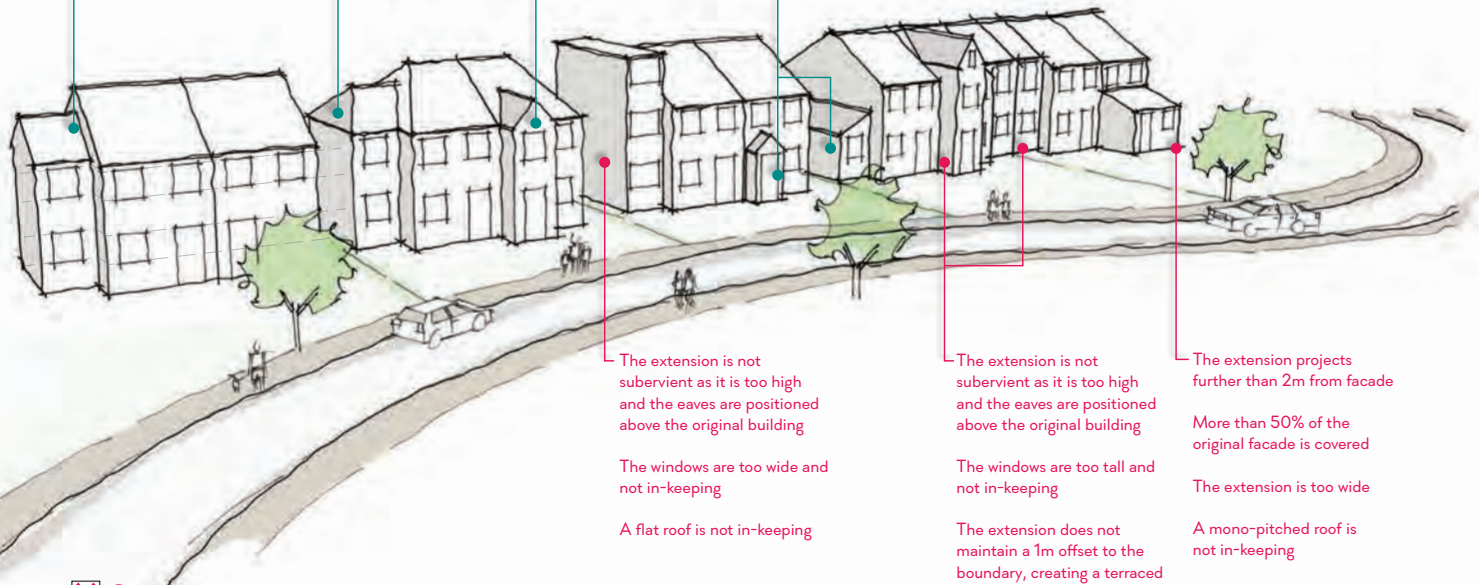 The extension is not
subervient as it is too high
and the eaves are positioned
above the original building
The windows are too wide and
not in-keeping
A flat roof is not in-keeping
The extension is not
subervient as it is too high
and the eaves are positioned
above the original building
The windows are too tall and
not in-keeping
The extension does not
maintain a 1m offset to the
boundary, creating a terraced
The extension projects
further than 2m from facade
More than 50% of the
original facade is covered
The extension is too wide
A mono-pitched roof is
not in-keeping